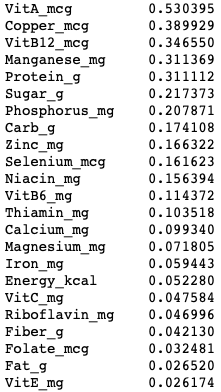 VitA_mcg 0.530395
Copper_mcg 0.389929
VitB12_mcg 0.346550
Manganese_mg 0.311369
Protein_g 0.311112
Sugar_g 0.217373
Phosphorus_mg 0.207871
Carb_g 0.174108
Zinc_mg 0.166322
Selenium_mcg 0.161623
Niacin_mg 0.156394
VitB6_mg 0.114372
Thiamin_mg 0.103518
Calcium_mg 0.099340
Magnesium_mg 0.071805
Iron_mg 0.059443
Energy_kcal 0.052280
VitC_mg 0.047584
Riboflavin_mg 0.046996
Fiber_g 0.042130
Folate_mcg 0.032481
Fat_g 0.026520
VitE_mg 0.026174